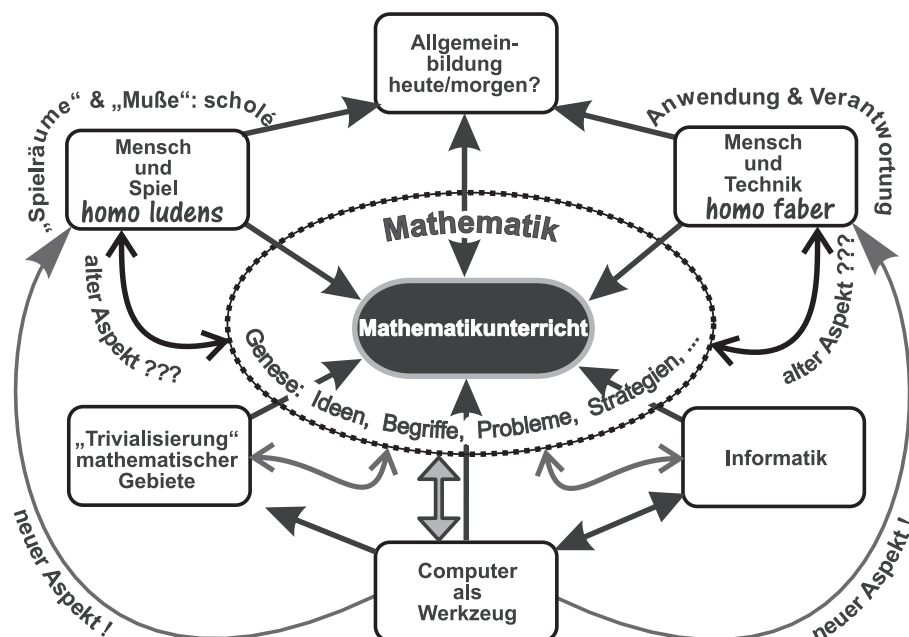 Allgemein-
bildung
heute/morgen?
"Spielräume" & „Muße“: scholé
Anwendung & Verantwortung
Mensch
und
Spiel
homo ludens
Mensch
und
Technik
homo faber
Mathematik
alter Aspekt ???
alter Aspekt ???
Mathematikunterricht
Genese: Ideen, Begriffe, Probleme, Strategien, ...
„Trivialisierung“
mathematischer
Gebiete
Informatik
neuer Aspekt !
neuer Aspekt !
Computer
als
Werkzeug